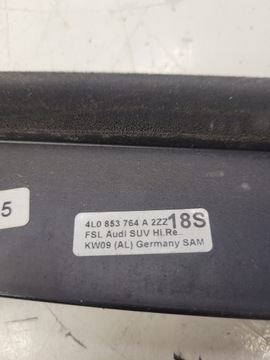 5
4L0 853 764 A 2ZZ 18S
FSL Audi SUV HI.Re
KW09 (AL) Germany SAM